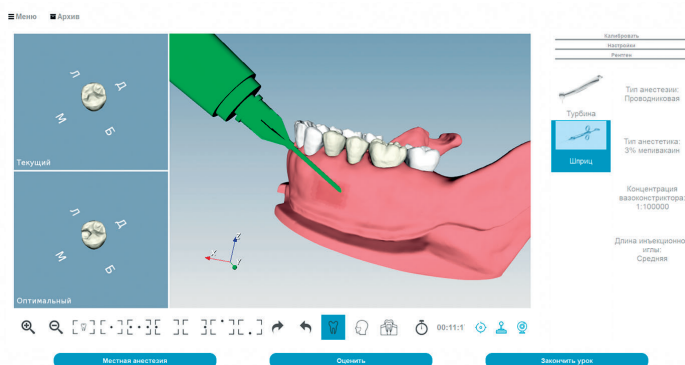 Меню Архив
Калибровать
Настройки
Рентген
Л
Д
М
Б
Текущий
Л
Д
М
Б
Оптимальный
Турбина
Шприц
Тип анестезии:
Проводниковая
Тип анестетика:
3% мепивакаин
Концентрация
вазоконстриктора:
1:100000
Длина инъекционно
иглы:
Средняя
X
Z
Y
00:11:1
Местная анестезия
Оценить
Закончить урок